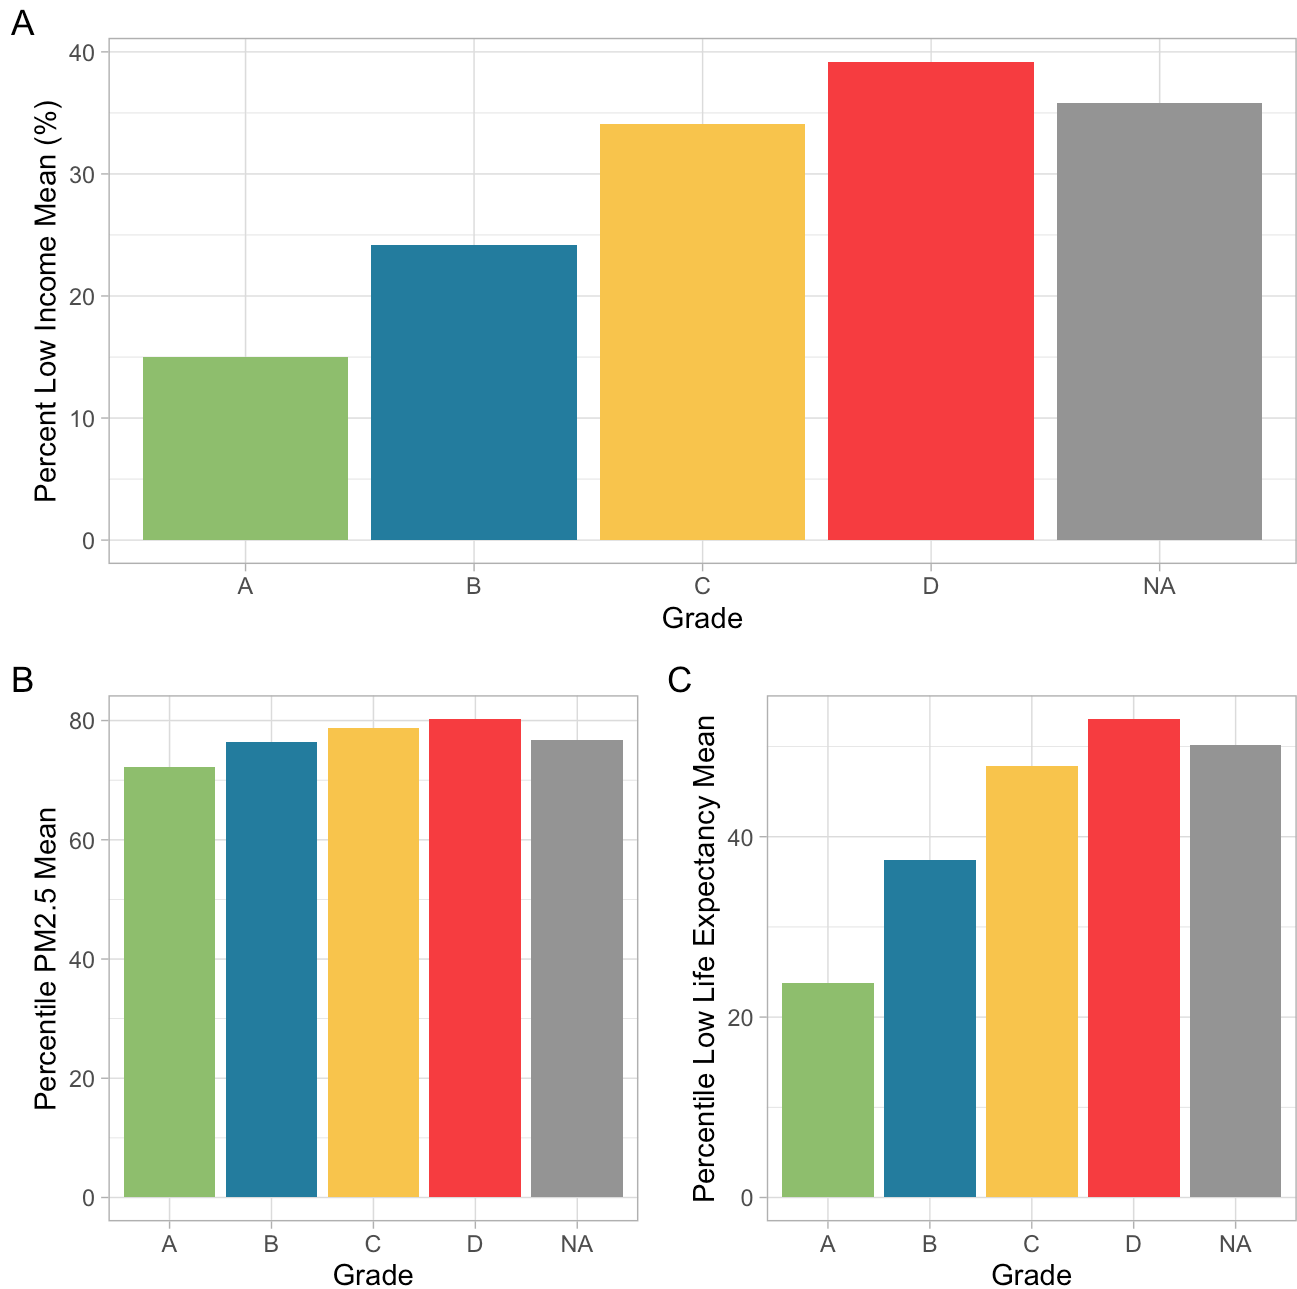 A
Percent Low Income Mean (%)
40
30
20
10
0
A B C D NA
Grade
B
Percentile PM2.5 Mean
80
60
40
20
0
A B C D NA
Grade
C
Percentile Low Life Expectancy Mean
40
20
0
A B C D NA
Grade